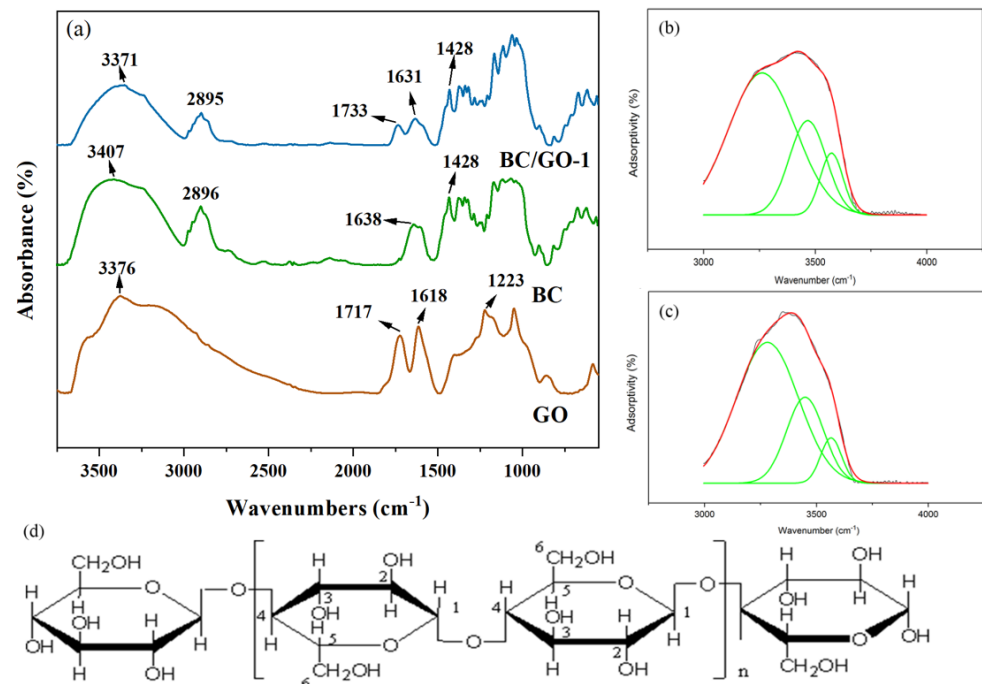 (a)
3371
2895
1733
1631
1428
BC/GO-1
3407
2896
1638
1428
BC
3376
1717
1618
1223
GO
Absorbance (%)
3500 3000 2500 2000 1500 1000
Wavenumbers (cm⁻¹)
(b)
Adsorptivity (%)
3000 3500 4000
Wavenumber (cm⁻¹)
(c)
Adsorptivity (%)
3000 3500 4000
Wavenumber (cm⁻¹)
(d)
CH₂OH
H
O
H
OH
H
OH
H
H
OH
O
H
OH
2
H
3
OH
H
1
4
H
5
H
O
CH₂OH
6
O
6
CH₂OH
5
O
H
4
H
OH
H
3
H
2
OH
1
H
O
n
H
OH
OH
H
H
H
H
O
OH
CH₂OH